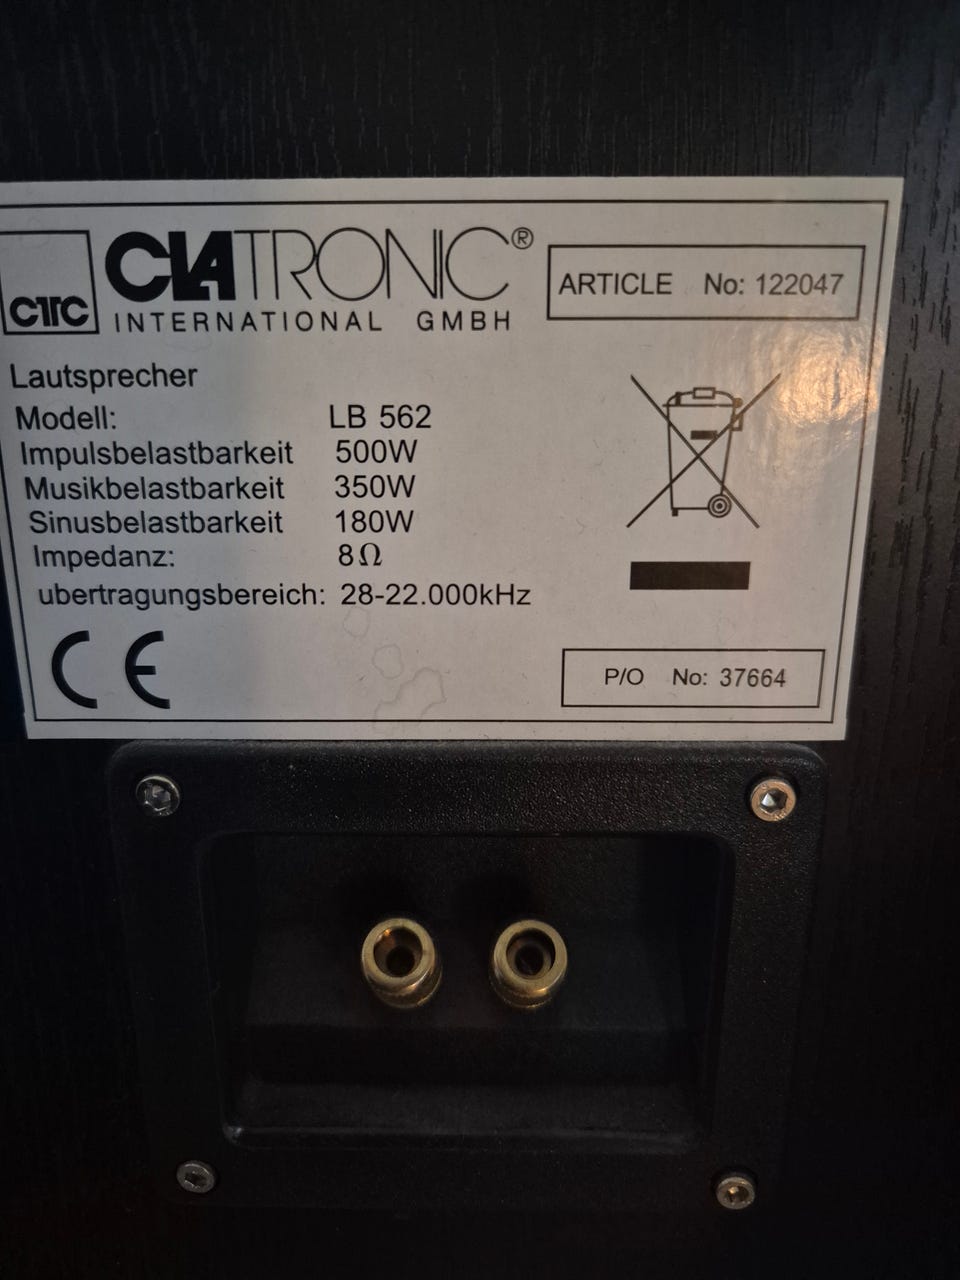 CTC
CLATRONIC®
INTERNATIONAL GMBH
ARTICLE No: 122047
Lautsprecher
Modell: LB 562
Impulsbelastbarkeit 500W
Musikbelastbarkeit 350W
Sinusbelastbarkeit 180W
Impedanz: 8Ω
ubertragungsbereich: 28-22.000kHz
CE
P/O No: 37664